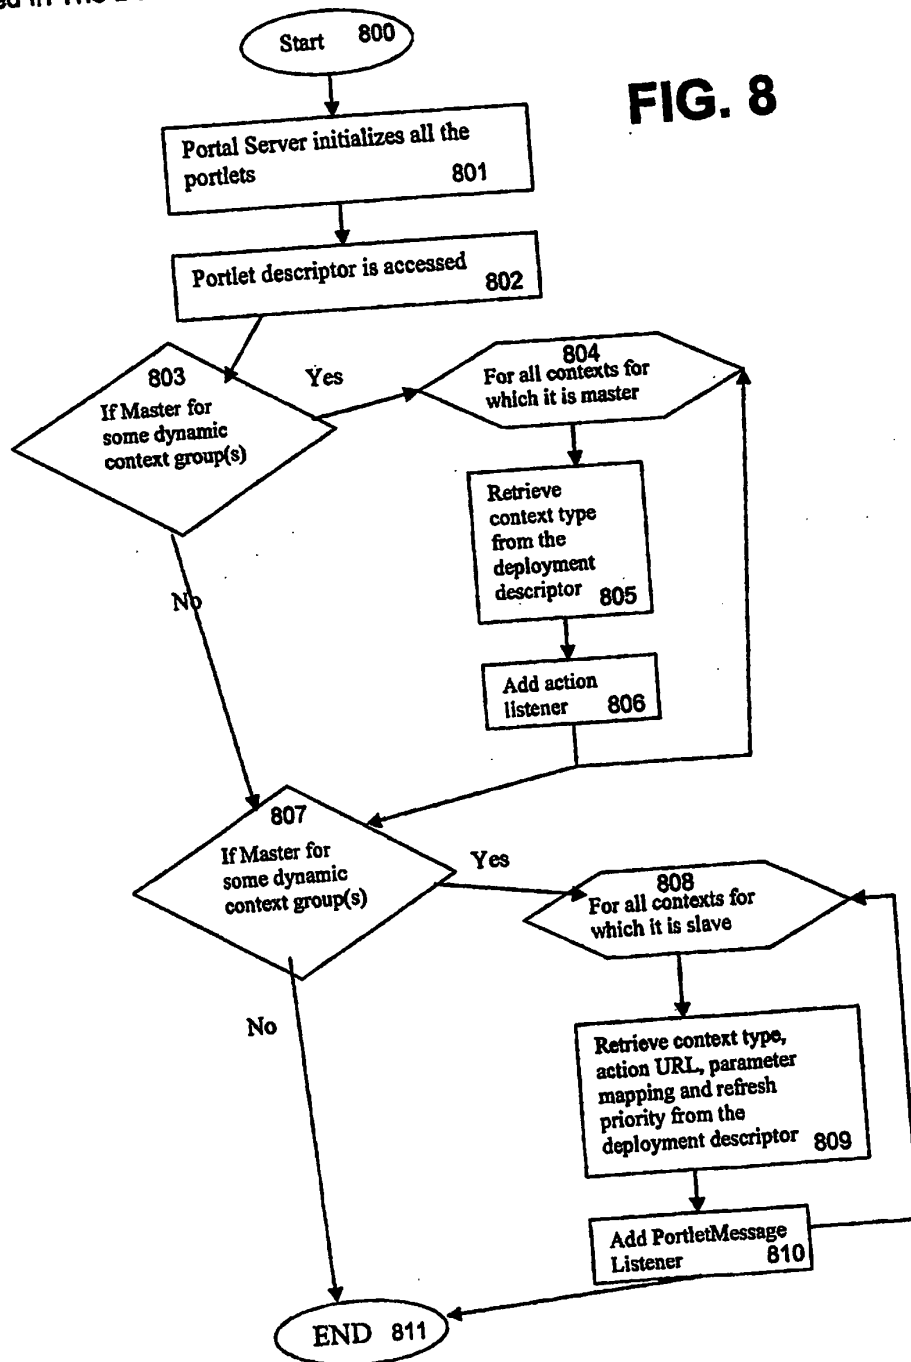 ed in The
FIG. 8
Start 800
Portal Server initializes all the
portlets 801
Portlet descriptor is accessed
802
803
If Master for
some dynamic
context group(s)
Yes
804
For all contexts for
which it is master
Retrieve
context type
from the
deployment
descriptor 805
Add action
listener 806
No
807
If Master for
some dynamic
context group(s)
Yes
808
For all contexts for
which it is slave
No
Retrieve context type,
action URL, parameter
mapping and refresh
priority from the
deployment descriptor 809
Add PortletMessage
Listener 810
END 811